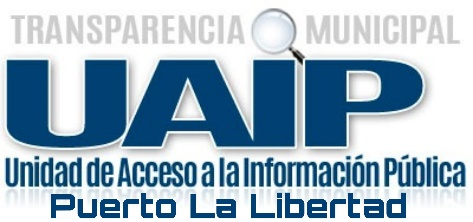 TRANSPARENCIA MUNICIPAL
UAIP
Unidad de Acceso a la Información Pública
Puerto La Libertad